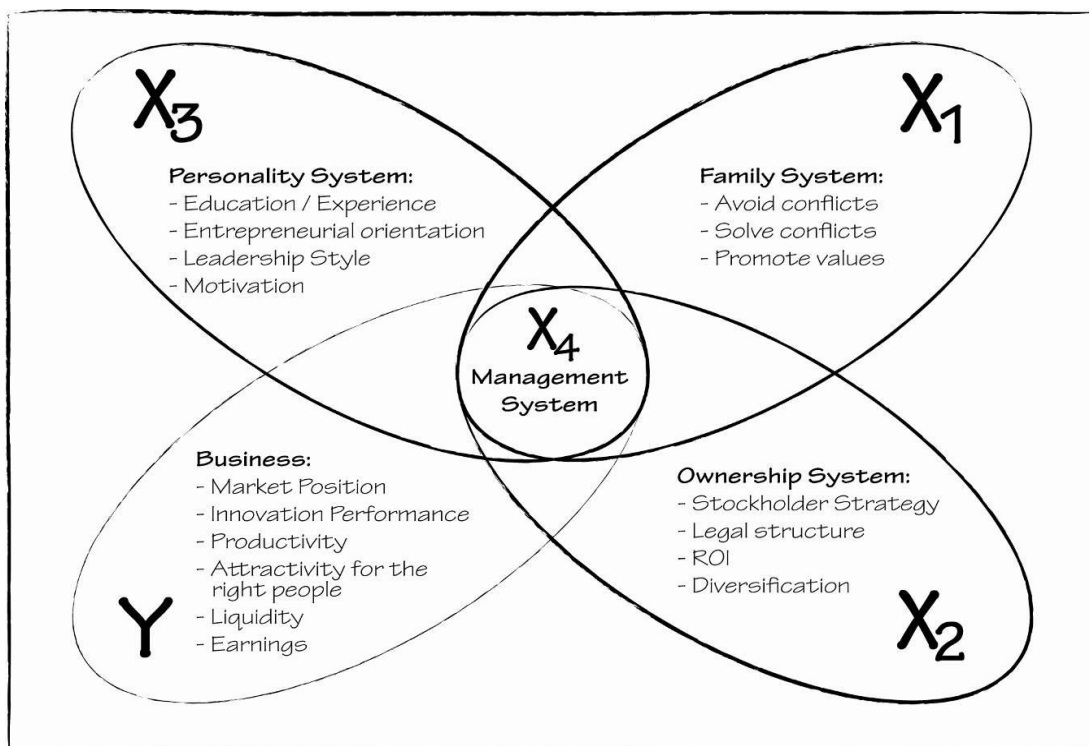 X3
Personality System:
- Education / Experience
- Entrepreneurial orientation
- Leadership Style
- Motivation
X1
Family System:
- Avoid conflicts
- Solve conflicts
- Promote values
X4
Management
System
Business:
- Market Position
- Innovation Performance
- Productivity
- Attractivity for the
right people
- Liquidity
- Earnings
Y
Ownership System:
- Stockholder Strategy
- Legal structure
- ROI
- Diversification
X2